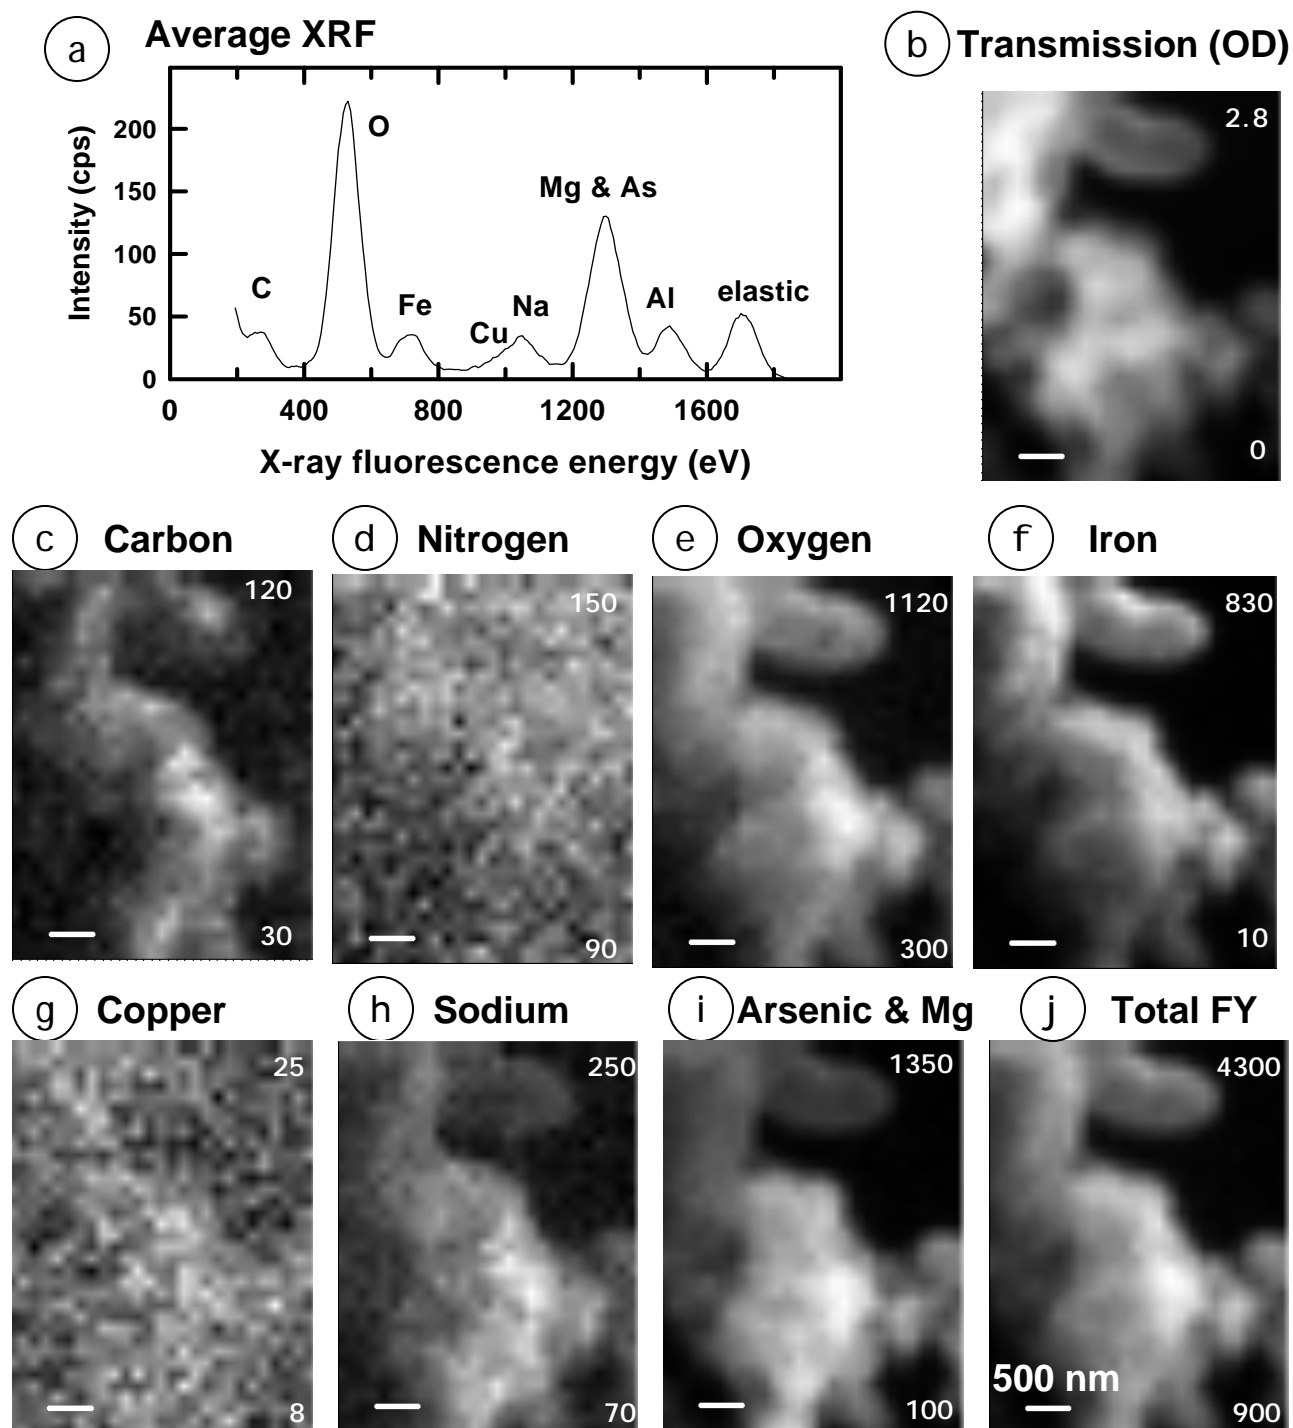 a Average XRF
Intensity (cps)
200
150
100
50
0
C
O
Fe
Cu
Na
Mg & As
Al
elastic
0 400 800 1200 1600
X-ray fluorescence energy (eV)
b Transmission (OD)
2.8
0
c Carbon
120
30
d Nitrogen
150
90
e Oxygen
1120
300
f Iron
830
10
g Copper
25
8
h Sodium
250
70
i Arsenic & Mg
1350
100
j Total FY
4300
500 nm
900